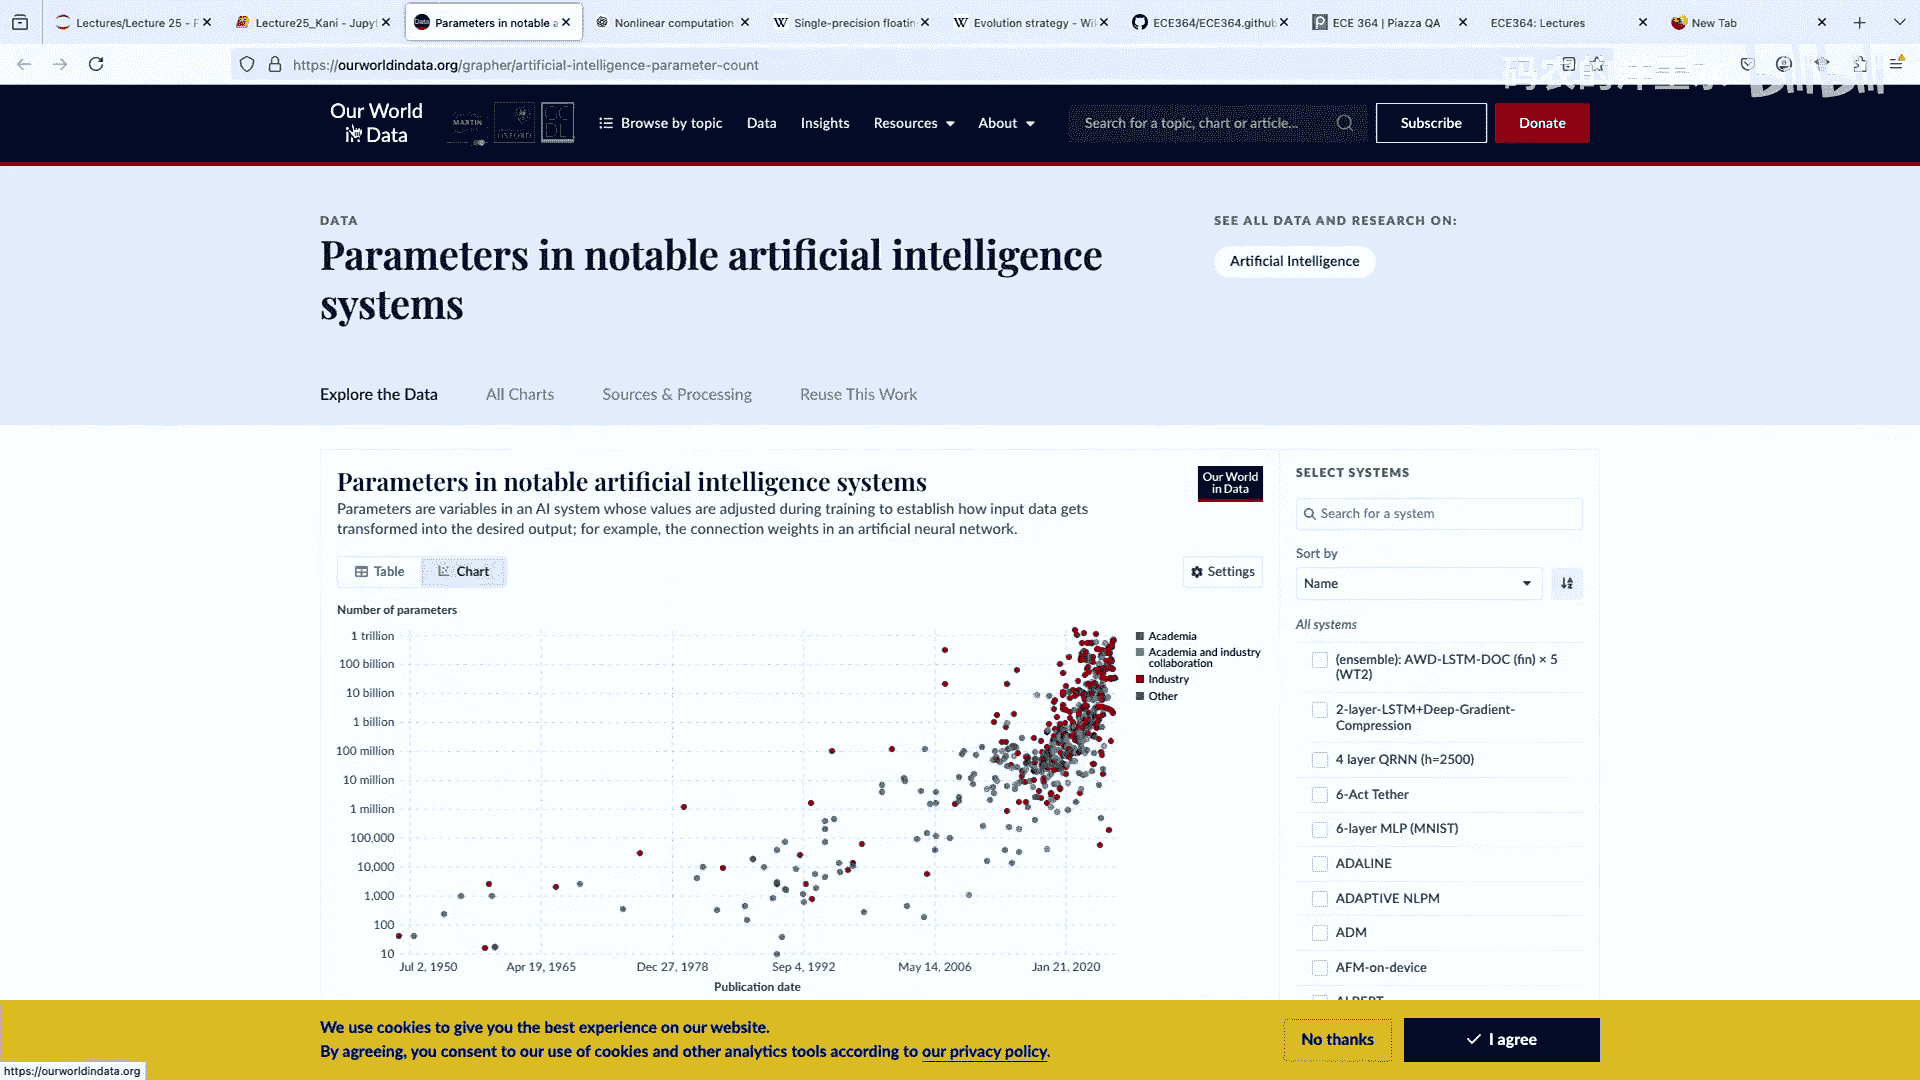 Lectures/Lecture 25 - F
Lecture25_Kani - Jupyt
Parameters in notable a
Nonlinear computation
Single-precision floatin
Evolution strategy - Wi
ECE364/ECE364.github
ECE 364 | Piazza QA
ECE364: Lectures
New Tab
https://ourworldindata.org/grapher/artificial-intelligence-parameter-count
Our World
in Data
MARTIN
OXFORD
Browse by topic
Data
Insights
Resources
About
Search for a topic, chart or article...
Subscribe
Donate
DATA
Parameters in notable artificial intelligence
systems
SEE ALL DATA AND RESEARCH ON:
Artificial Intelligence
Explore the Data
All Charts
Sources & Processing
Reuse This Work
Parameters in notable artificial intelligence systems
Parameters are variables in an AI system whose values are adjusted during training to establish how input data gets
transformed into the desired output; for example, the connection weights in an artificial neural network.
Our World
in Data
Table
Chart
Settings
Number of parameters
1 trillion
100 billion
10 billion
1 billion
100 million
10 million
1 million
100,000
10,000
1,000
100
10
Jul 2, 1950
Apr 19, 1965
Dec 27, 1978
Sep 4, 1992
May 14, 2006
Jan 21, 2020
Publication date
Academia
Academia and industry
collaboration
Industry
Other
SELECT SYSTEMS
Search for a system
Sort by
Name
All systems
(ensemble): AWD-LSTM-DOC (fin) × 5
(WT2)
2-layer-LSTM+Deep-Gradient-
Compression
4 layer QRNN (h=2500)
6-Act Tether
6-layer MLP (MNIST)
ADALINE
ADAPTIVE NLPM
ADM
AFM-on-device
ALBERT
We use cookies to give you the best experience on our website.
By agreeing, you consent to our use of cookies and other analytics tools according to our privacy policy.
No thanks
I agree
https://ourworldindata.org